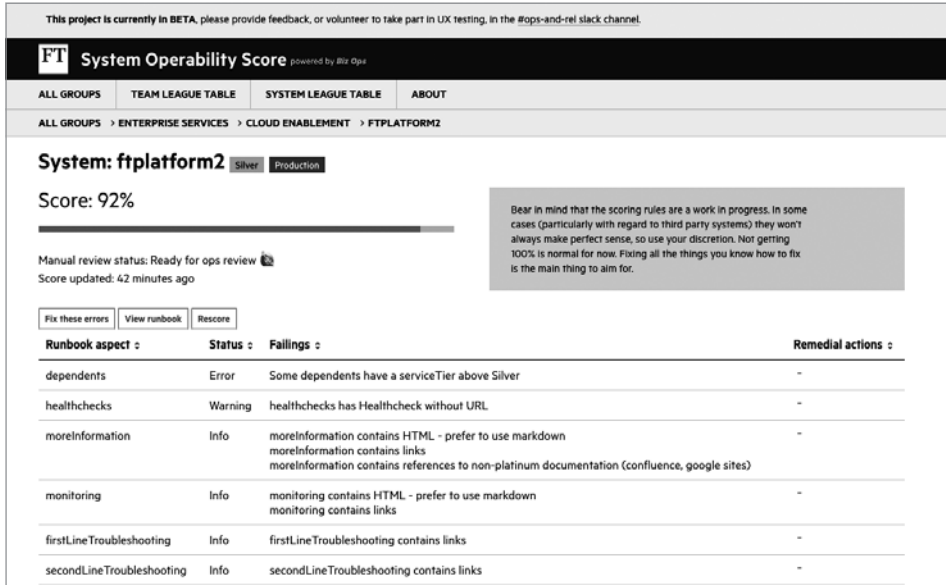 This project is currently in BETA, please provide feedback, or volunteer to take part in UX testing, in the #ops-and-rel slack channel.
FT System Operability Score powered by Biz Ops
ALL GROUPS TEAM LEAGUE TABLE SYSTEM LEAGUE TABLE ABOUT
ALL GROUPS > ENTERPRISE SERVICES > CLOUD ENABLEMENT > FTPLATFORM2
System: ftplatform2 Silver Production
Score: 92%
Manual review status: Ready for ops review
Score updated: 42 minutes ago
Bear in mind that the scoring rules are a work in progress. In some
cases (particularly with regard to third party systems) they won't
always make perfect sense, so use your discretion. Not getting
100% is normal for now. Fixing all the things you know how to fix
is the main thing to aim for.
Fix these errors View runbook Rescore
Runbook aspect Status Failings Remedial actions
dependents Error Some dependents have a serviceTier above Silver -
healthchecks Warning healthchecks has Healthcheck without URL -
moreInformation Info moreInformation contains HTML - prefer to use markdown -
moreInformation contains links
moreInformation contains references to non-platinum documentation (confluence, google sites)
monitoring Info monitoring contains HTML - prefer to use markdown -
monitoring contains links
firstLineTroubleshooting Info firstLineTroubleshooting contains links -
secondLineTroubleshooting Info secondLineTroubleshooting contains links -